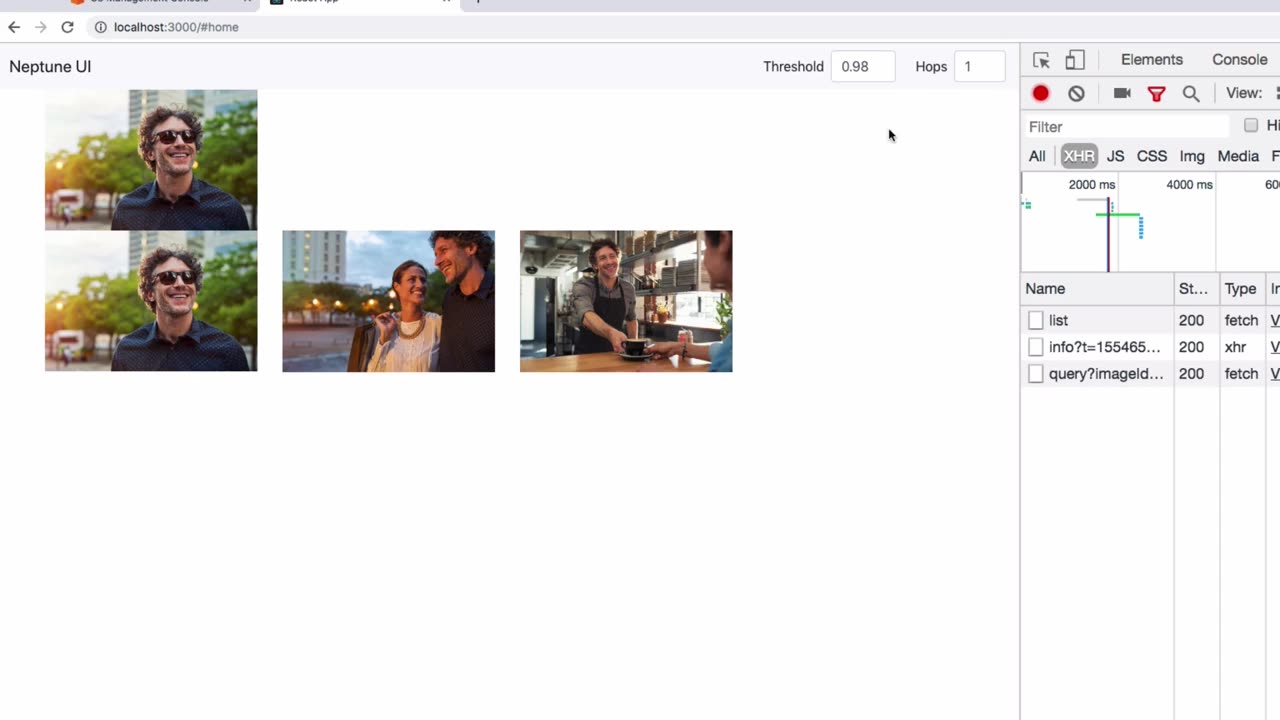 localhost:3000/#home
Neptune UI
Threshold 0.98 Hops 1
Elements Console
View:
Filter
All XHR JS CSS Img Media
2000 ms 4000 ms
Name St... Type
list 200 fetch
info?t=155465... 200 xhr
query?imageId... 200 fetch